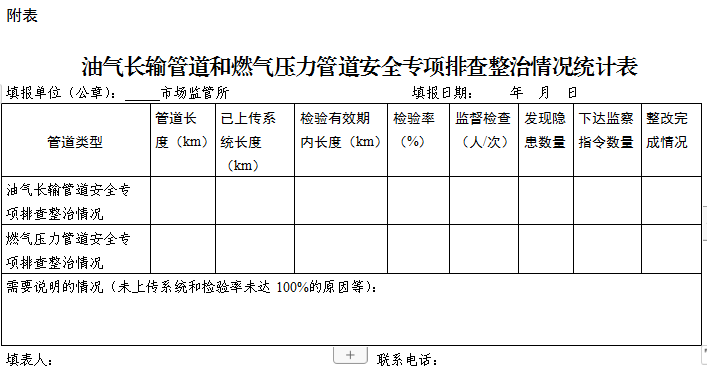 附表
油气长输管道和燃气压力管道安全专项排查整治情况统计表
填报单位（公章）：_____市场监管所 填报日期： 年 月 日
管道类型
管道长
度（km）
已上传系
统长度
（km）
检验有效期
内长度（km）
检验率
（%）
监督检查
（人/次）
发现隐
患数量
下达监察
指令数量
整改完
成情况
油气长输管道安全专
项排查整治情况
燃气压力管道安全专
项排查整治情况
需要说明的情况（未上传系统和检验率未达 100%的原因等）：
填表人： 联系电话：